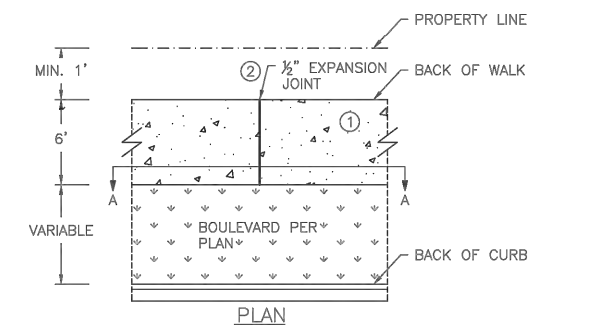 PROPERTY LINE
MIN. 1'
② ½" EXPANSION
JOINT
BACK OF WALK
①
6'
A
A
VARIABLE
BOULEVARD PER
PLAN
BACK OF CURB
PLAN